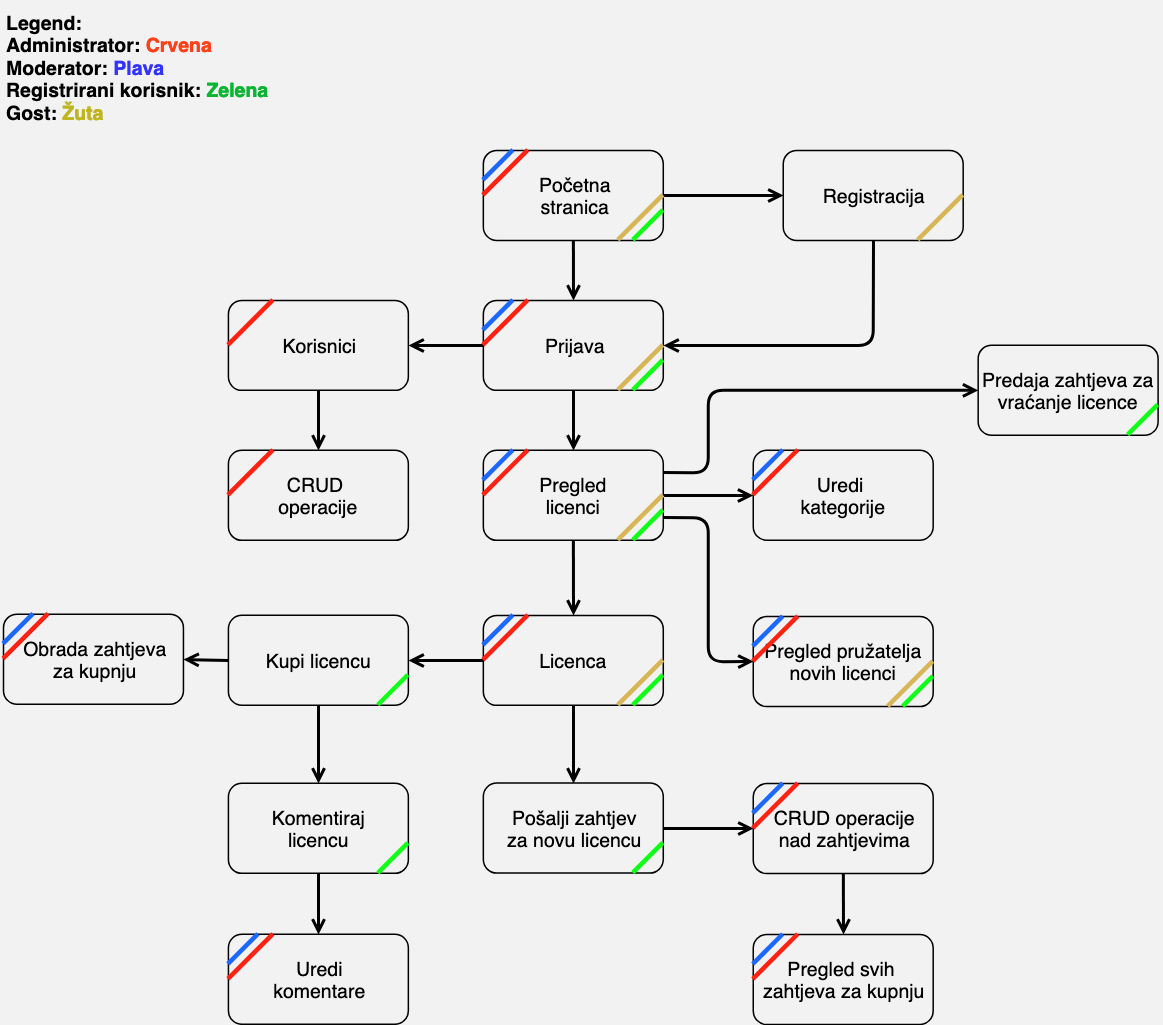 Legend:
Administrator: Crvena
Moderator: Plava
Registrirani korisnik: Zelena
Gost: Žuta
Početna
stranica
Registracija
Korisnici
Prijava
Predaja zahtjeva za
vraćanje licence
CRUD
operacije
Pregled
licenci
Uredi
kategorije
Obrada zahtjeva
za kupnju
Kupi licencu
Licenca
Pregled pružatelja
novih licenci
Komentiraj
licencu
Pošalji zahtjev
za novu licencu
CRUD operacije
nad zahtjevima
Uredi
komentare
Pregled svih
zahtjeva za kupnju